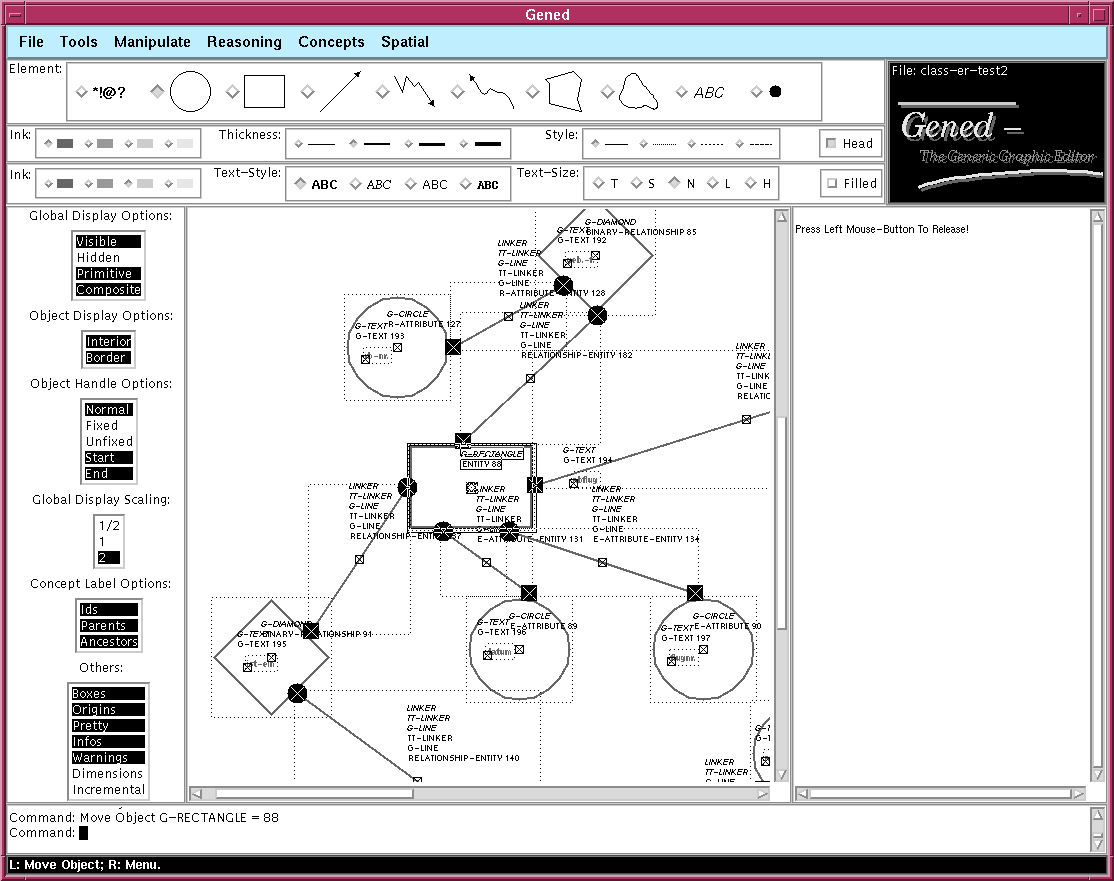 Gened
File Tools Manipulate Reasoning Concepts Spatial
Element: *!@? ABC
File: class-er-test2
Gened –
The Generic Graphic Editor
Ink: Thickness: Style: Head
Ink: Text-Style: ABC ABC ABC ABC Text-Size: T S N L H Filled
Global Display Options:
Visible
Hidden
Primitive
Composite
Object Display Options:
Interior
Border
Object Handle Options:
Normal
Fixed
Unfixed
Start
End
Global Display Scaling:
1/2
1
2
Concept Label Options:
Ids
Parents
Ancestors
Others:
Boxes
Origins
Pretty
Infos
Warnings
Dimensions
Incremental
G-DIAMOND
BINARY-RELATIONSHIP 85
G-TEXT
G-TEXT 192
LINKER
TT-LINKER
G-LINE
TT-LINKER
G-LINE
R-ATTRIBUTE-ENTITY 128
G-CIRCLE
R-ATTRIBUTE 127
G-TEXT
G-TEXT 193
LINKER
TT-LINKER
G-LINE
TT-LINKER
G-LINE
RELATIONSHIP-ENTITY 182
LINKER
TT-LINKL
G-LINE
TT-LINK
G-LINE
RELATIO
G-RECTANGLE
ENTITY 88
G-TEXT
G-TEXT 194
LINKER
TT-LINKER
G-LINE
TT-LINKER
G-LINE
LINKER
TT-LINKER
G-LINE
TT-LINKER
G-LINE
E-ATTRIBUTE-ENTITY 131
LINKER
TT-LINKER
G-LINE
TT-LINKER
G-LINE
E-ATTRIBUTE-ENTITY 134
G-DIAMOND
BINARY-RELATIONSHIP 91
G-TEXT
G-TEXT 195
G-CIRCLE
E-ATTRIBUTE 89
G-TEXT
G-TEXT 196
datum
G-CIRCLE
E-ATTRIBUTE 90
G-TEXT
G-TEXT 197
LINKER
TT-LINKER
G-LINE
TT-LINKER
G-LINE
RELATIONSHIP-ENTITY 140
LINKER
TT-LINKER
Press Left Mouse-Button To Release!
Command: Move Object G-RECTANGLE = 88
Command:
L: Move Object; R: Menu.